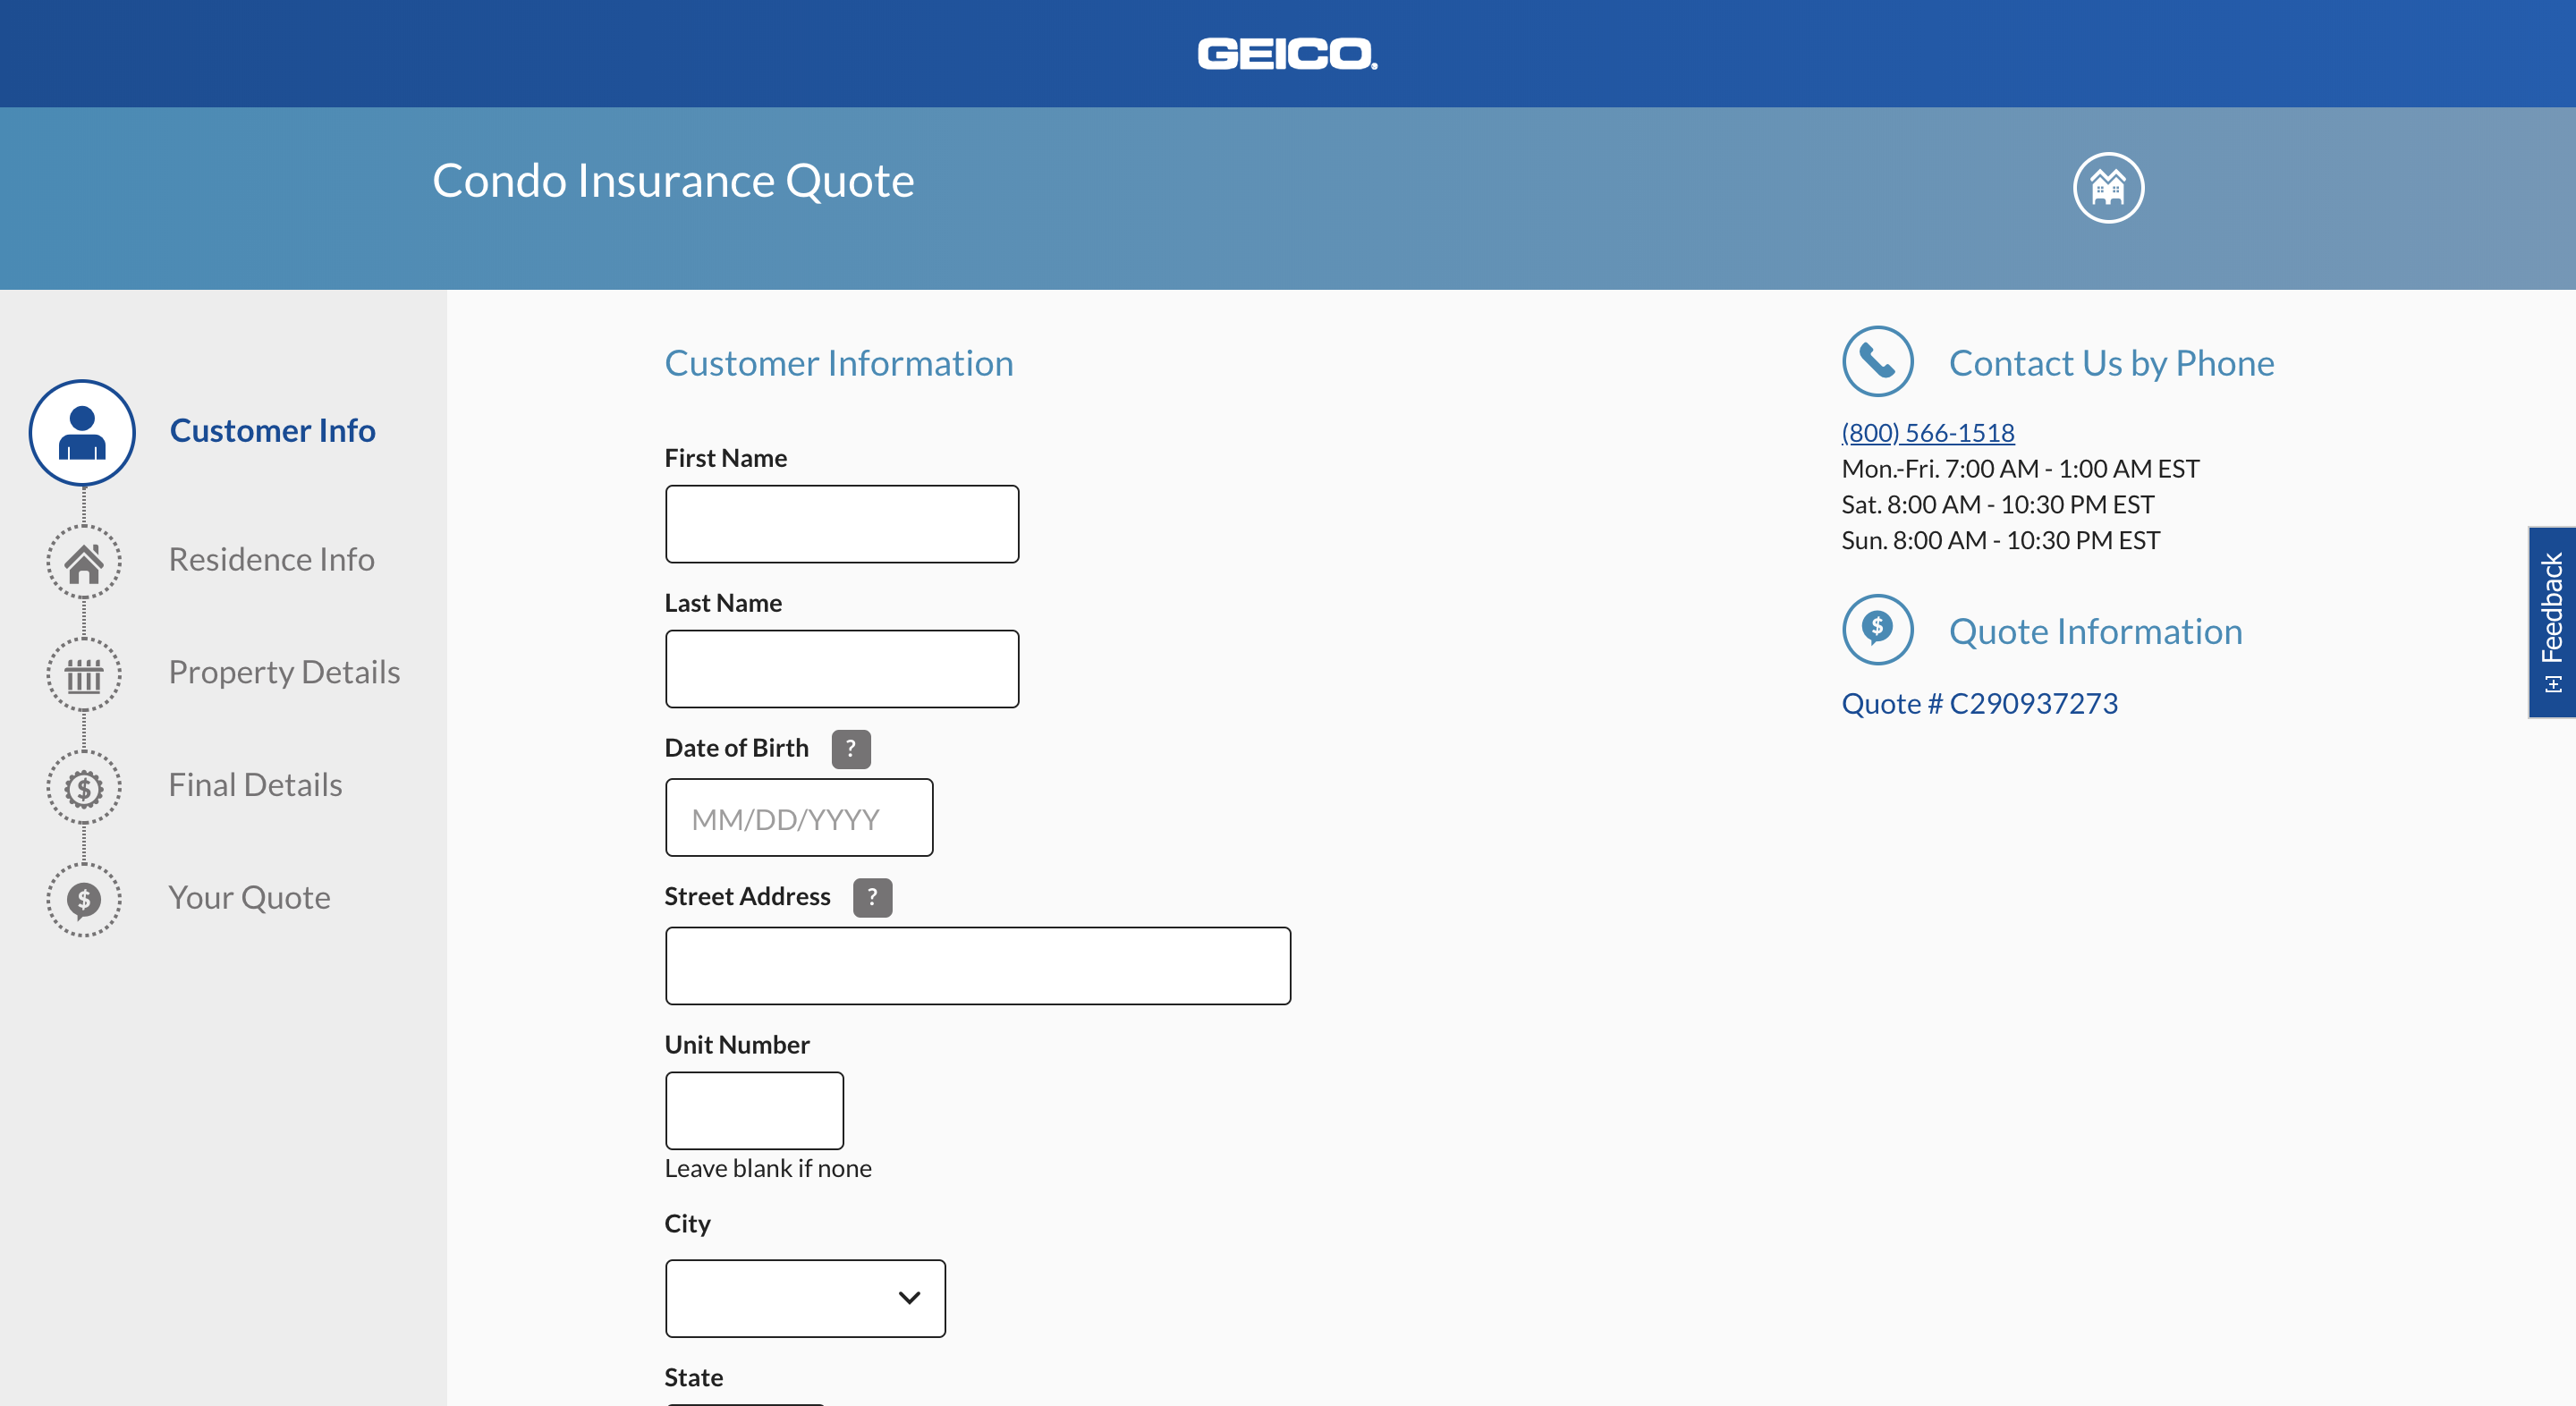 GEICO.
Condo Insurance Quote
Customer Info
Residence Info
Property Details
Final Details
Your Quote
Customer Information
First Name
Last Name
Date of Birth ?
MM/DD/YYYY
Street Address ?
Unit Number
Leave blank if none
City
State
Contact Us by Phone
(800) 566-1518
Mon.-Fri. 7:00 AM - 1:00 AM EST
Sat. 8:00 AM - 10:30 PM EST
Sun. 8:00 AM - 10:30 PM EST
Quote Information
Quote # C290937273
[+] Feedback